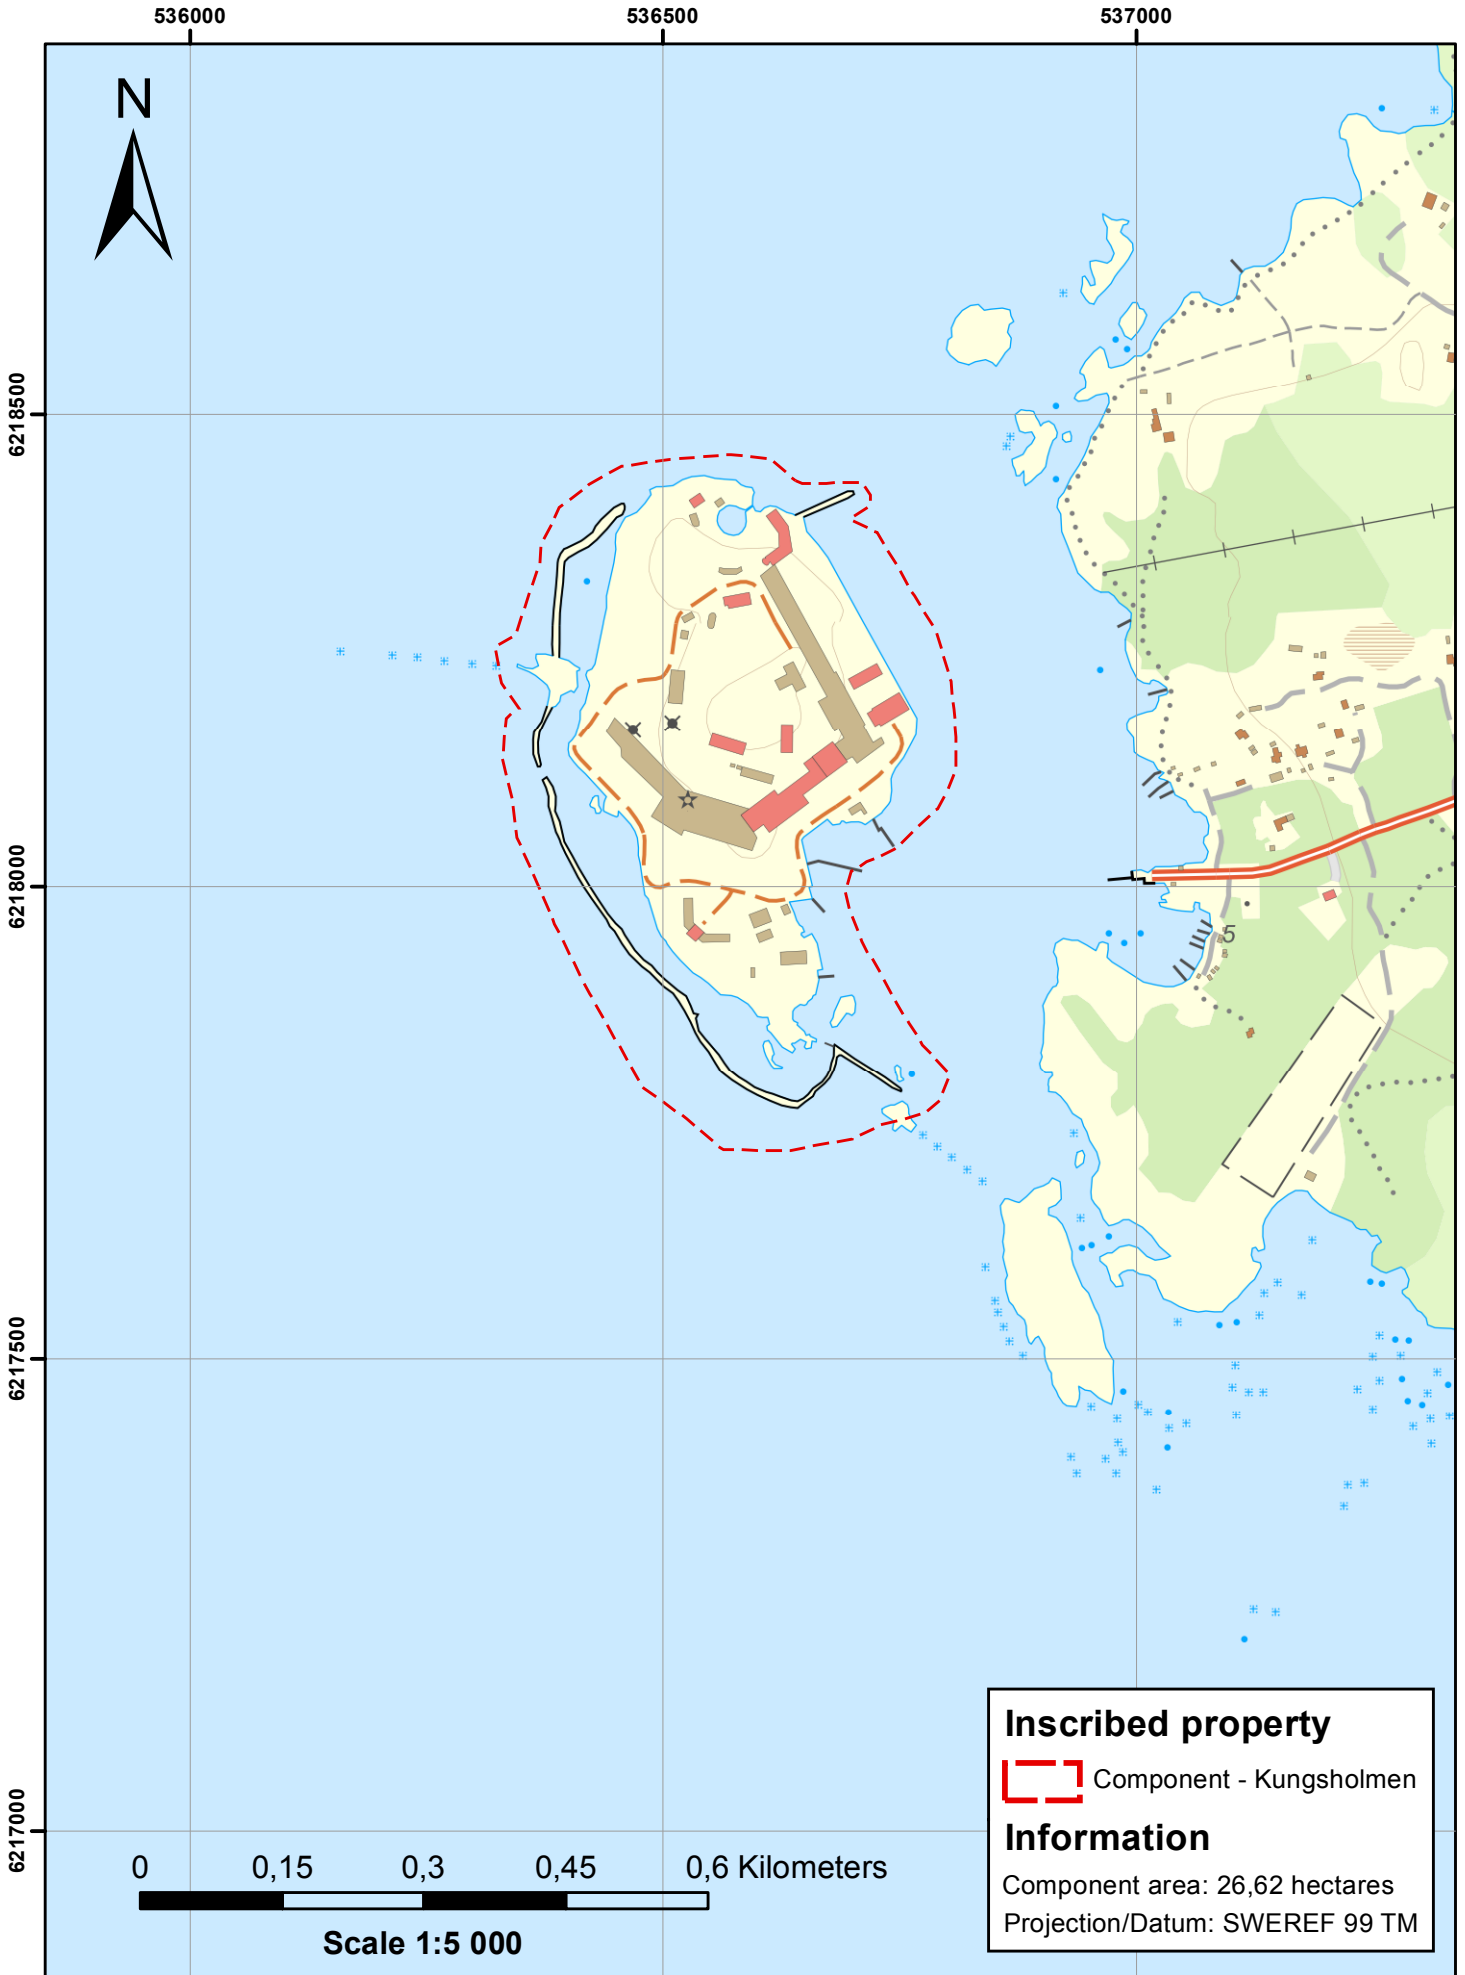 536000 536500 537000
N
6218500
6218000
5
6217500
6217000
Inscribed property
Component - Kungsholmen
Information
Component area: 26,62 hectares
Projection/Datum: SWEREF 99 TM
0 0,15 0,3 0,45 0,6 Kilometers
Scale 1:5 000